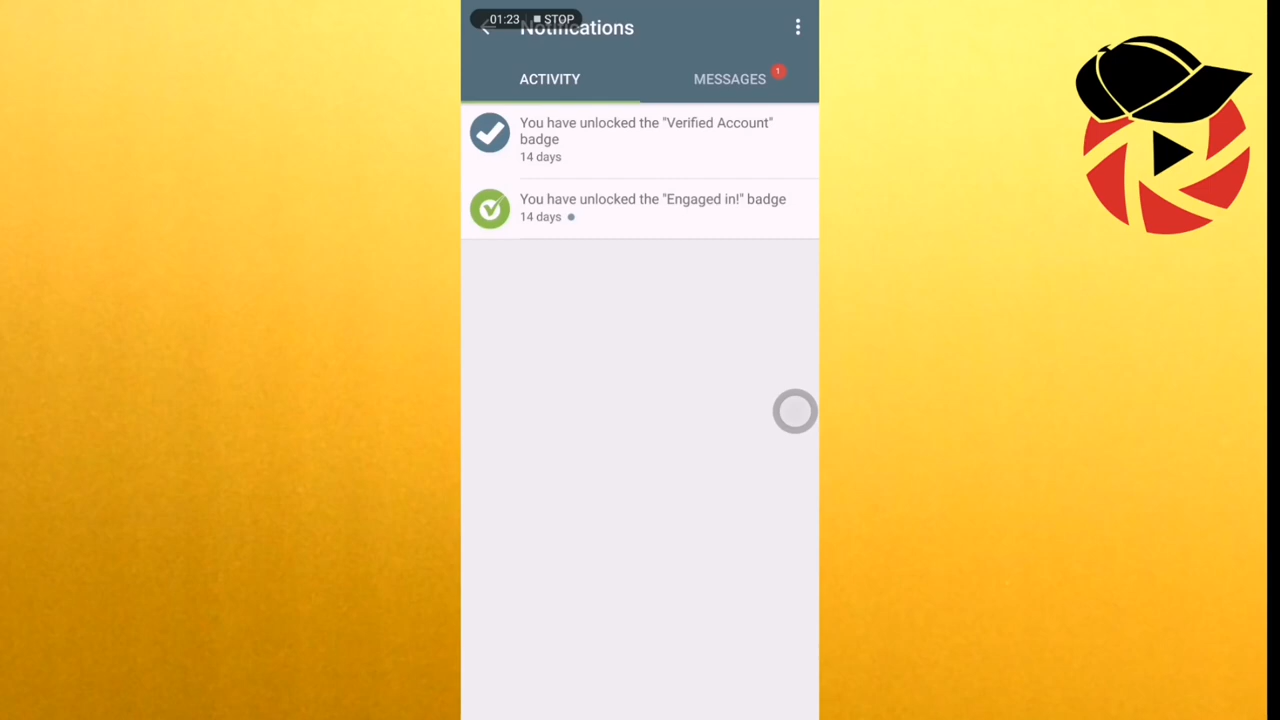 01:23 STOP
Notifications
ACTIVITY MESSAGES 1
You have unlocked the "Verified Account"
badge
14 days
You have unlocked the "Engaged in!" badge
14 days